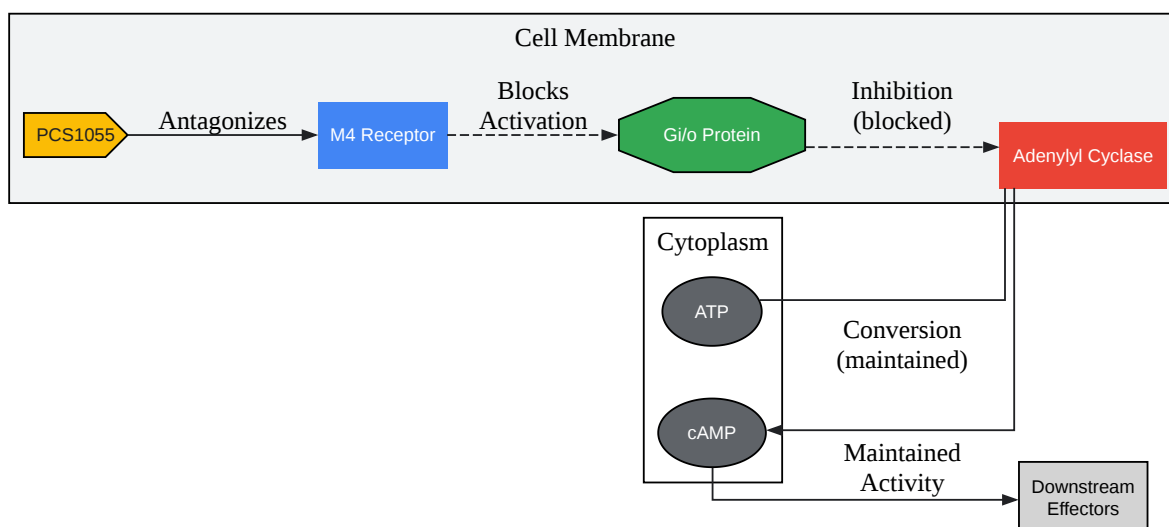 Cell Membrane
PCS1055
Antagonizes
M4 Receptor
Blocks
Activation
Gi/o Protein
Inhibition
(blocked)
Adenylyl Cyclase
Cytoplasm
ATP
Conversion
(maintained)
cAMP
Maintained
Activity
Downstream
Effectors